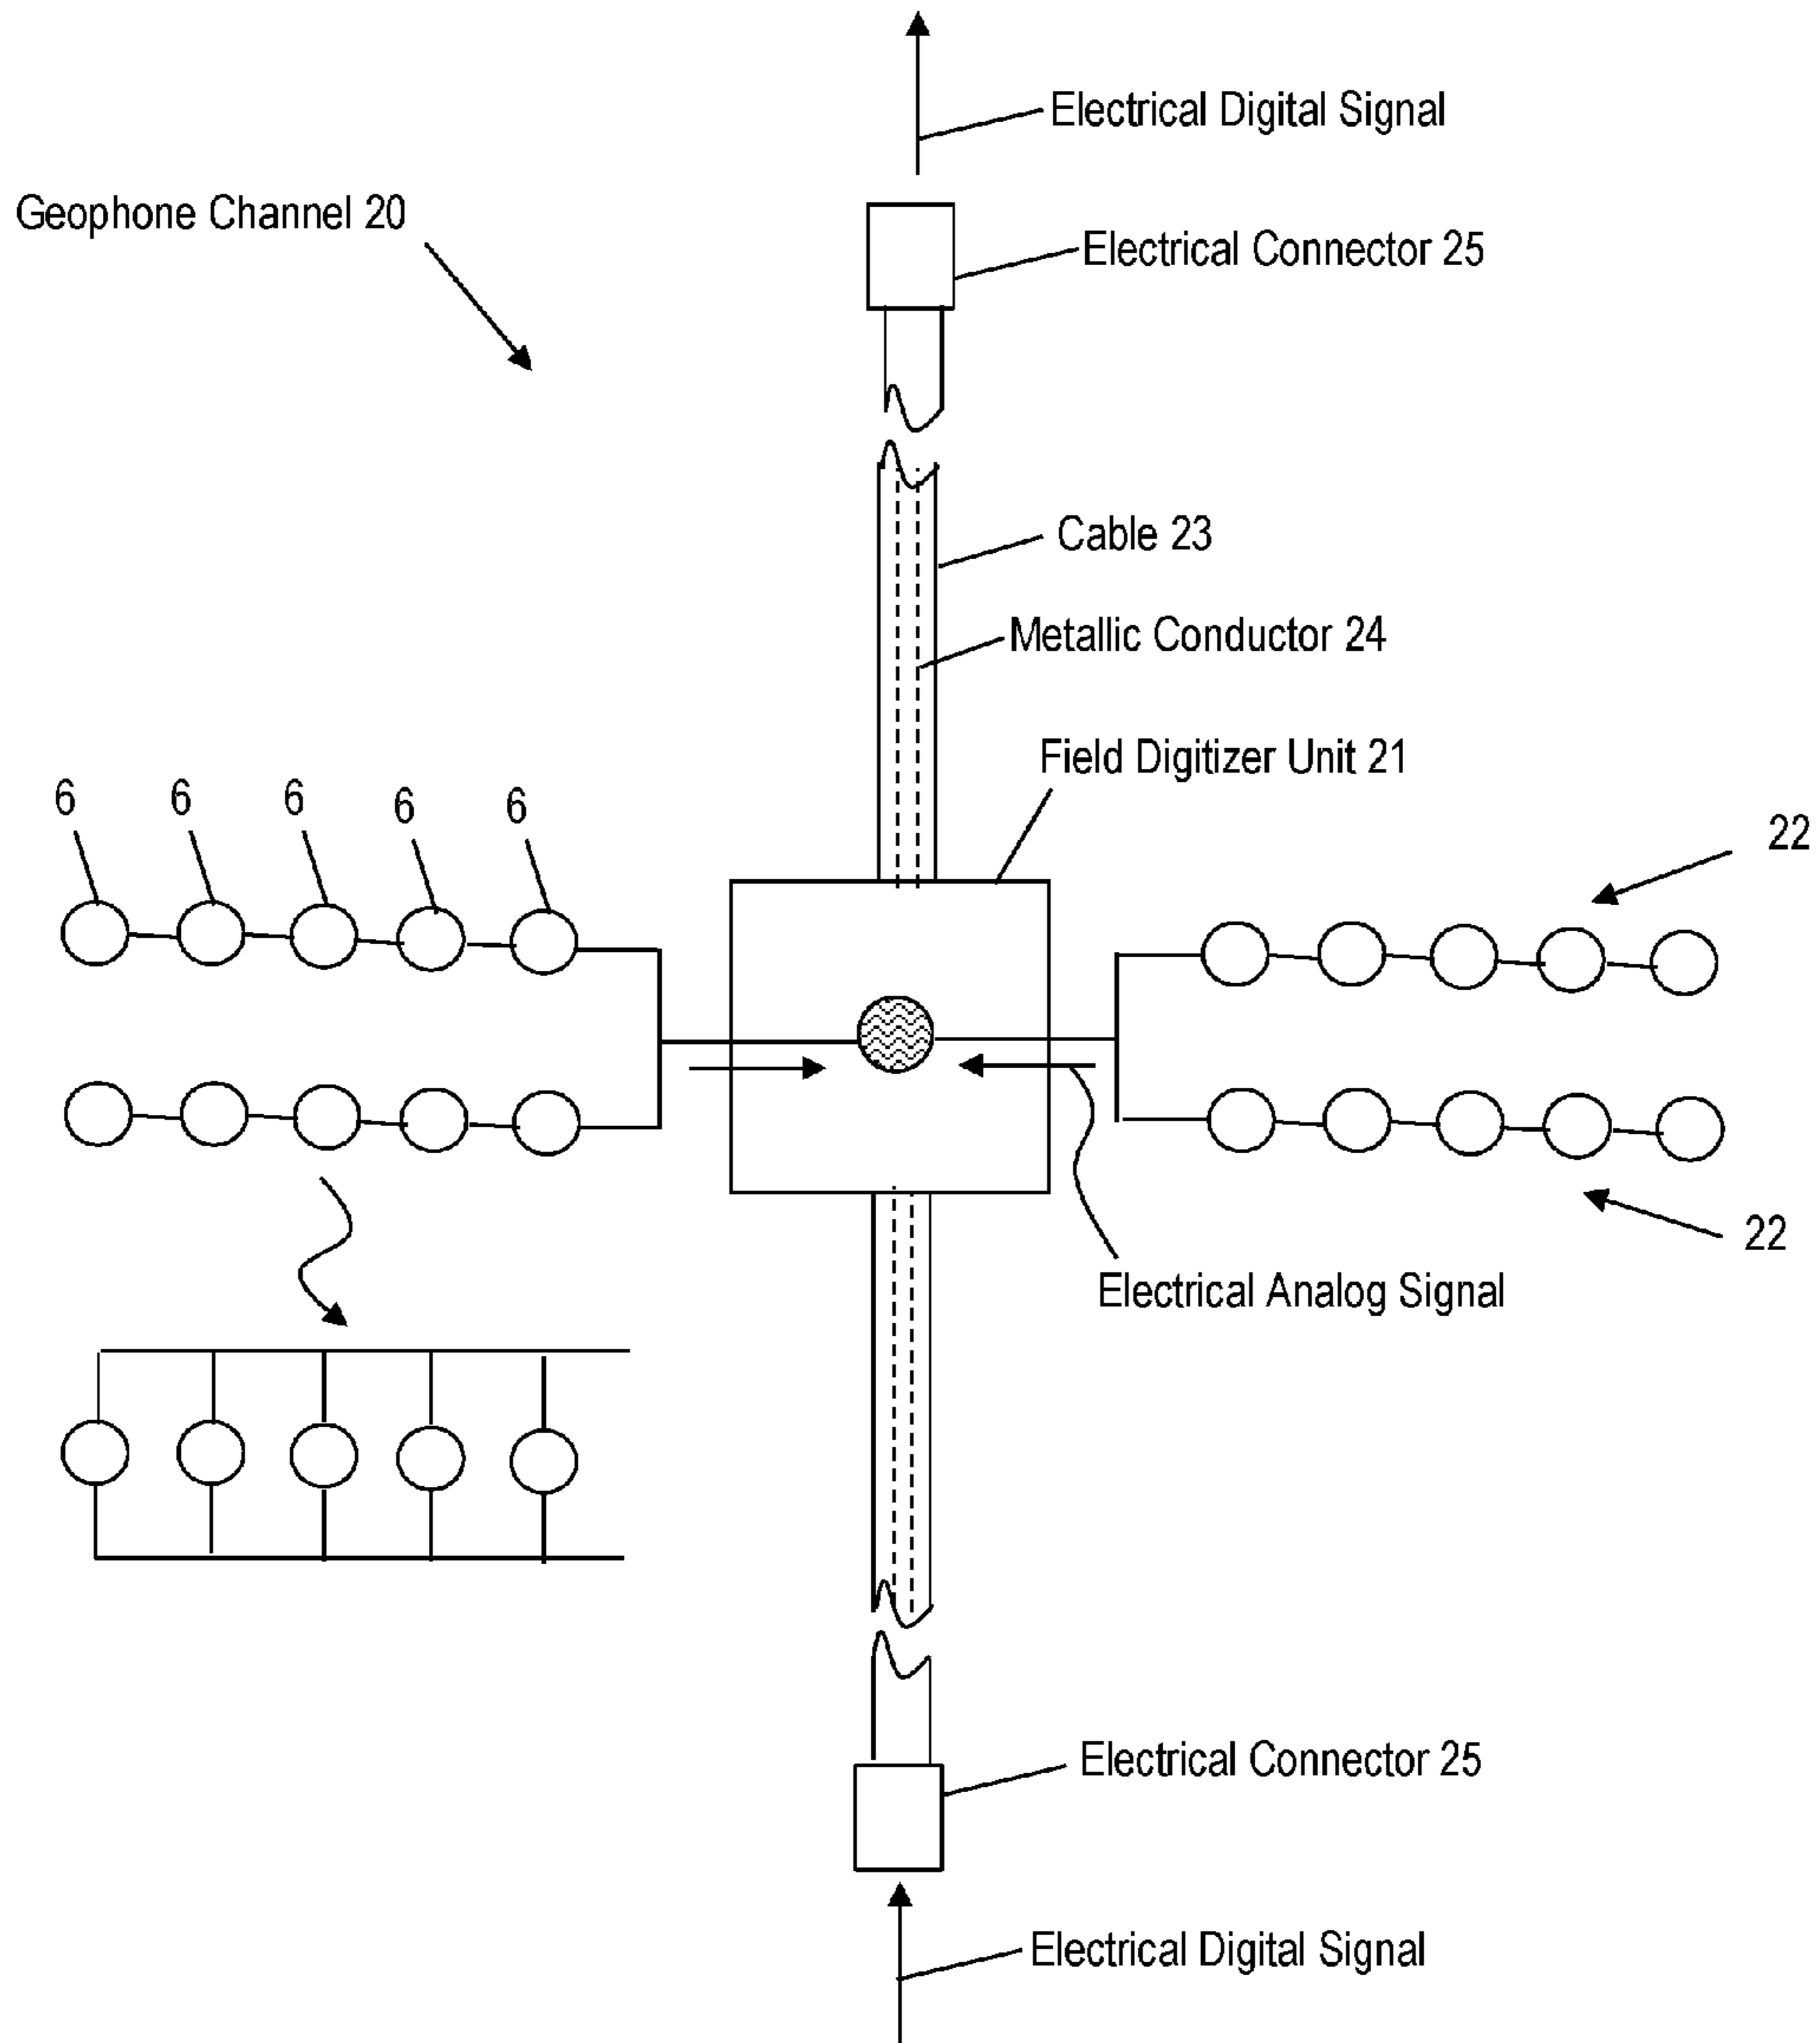 Electrical Digital Signal
Geophone Channel 20
Electrical Connector 25
Cable 23
Metallic Conductor 24
Field Digitizer Unit 21
6 6 6 6 6
22
22
Electrical Analog Signal
Electrical Connector 25
Electrical Digital Signal